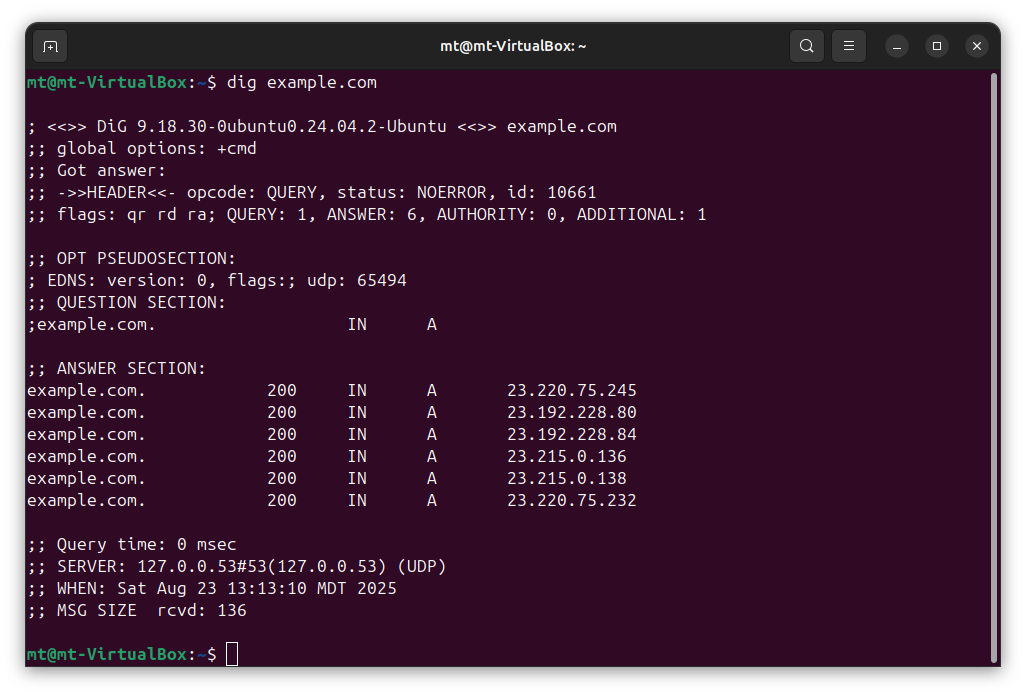 mt@mt-VirtualBox: ~
mt@mt-VirtualBox:~$ dig example.com
; <<>> DiG 9.18.30-0ubuntu0.24.04.2-Ubuntu <<>> example.com
;; global options: +cmd
;; Got answer:
;; ->>HEADER<<- opcode: QUERY, status: NOERROR, id: 10661
;; flags: qr rd ra; QUERY: 1, ANSWER: 6, AUTHORITY: 0, ADDITIONAL: 1
;; OPT PSEUDOSECTION:
; EDNS: version: 0, flags:; udp: 65494
;; QUESTION SECTION:
;example.com. IN A
;; ANSWER SECTION:
example.com. 200 IN A 23.220.75.245
example.com. 200 IN A 23.192.228.80
example.com. 200 IN A 23.192.228.84
example.com. 200 IN A 23.215.0.136
example.com. 200 IN A 23.215.0.138
example.com. 200 IN A 23.220.75.232
;; Query time: 0 msec
;; SERVER: 127.0.0.53#53(127.0.0.53) (UDP)
;; WHEN: Sat Aug 23 13:13:10 MDT 2025
;; MSG SIZE  rcvd: 136
mt@mt-VirtualBox:~$